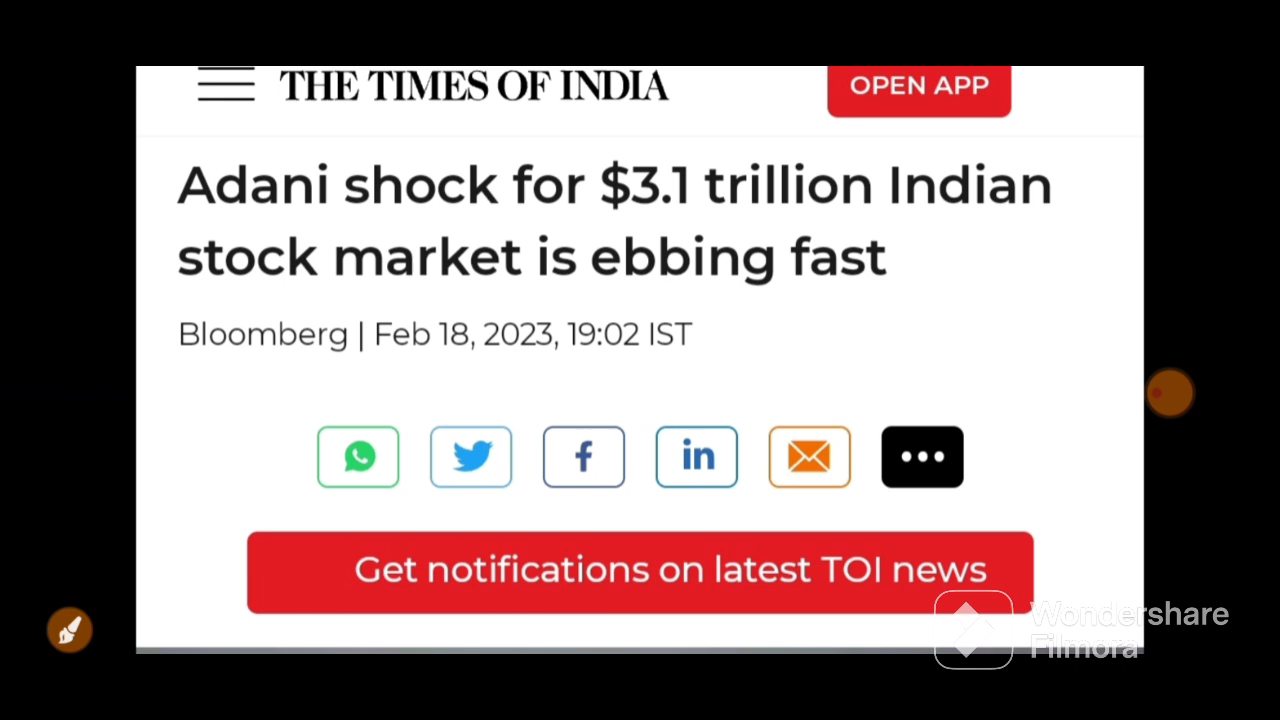 THE TIMES OF INDIA
OPEN APP
Adani shock for $3.1 trillion Indian
stock market is ebbing fast
Bloomberg | Feb 18, 2023, 19:02 IST
f
in
Get notifications on latest TOI news
Wondershare
Filmora